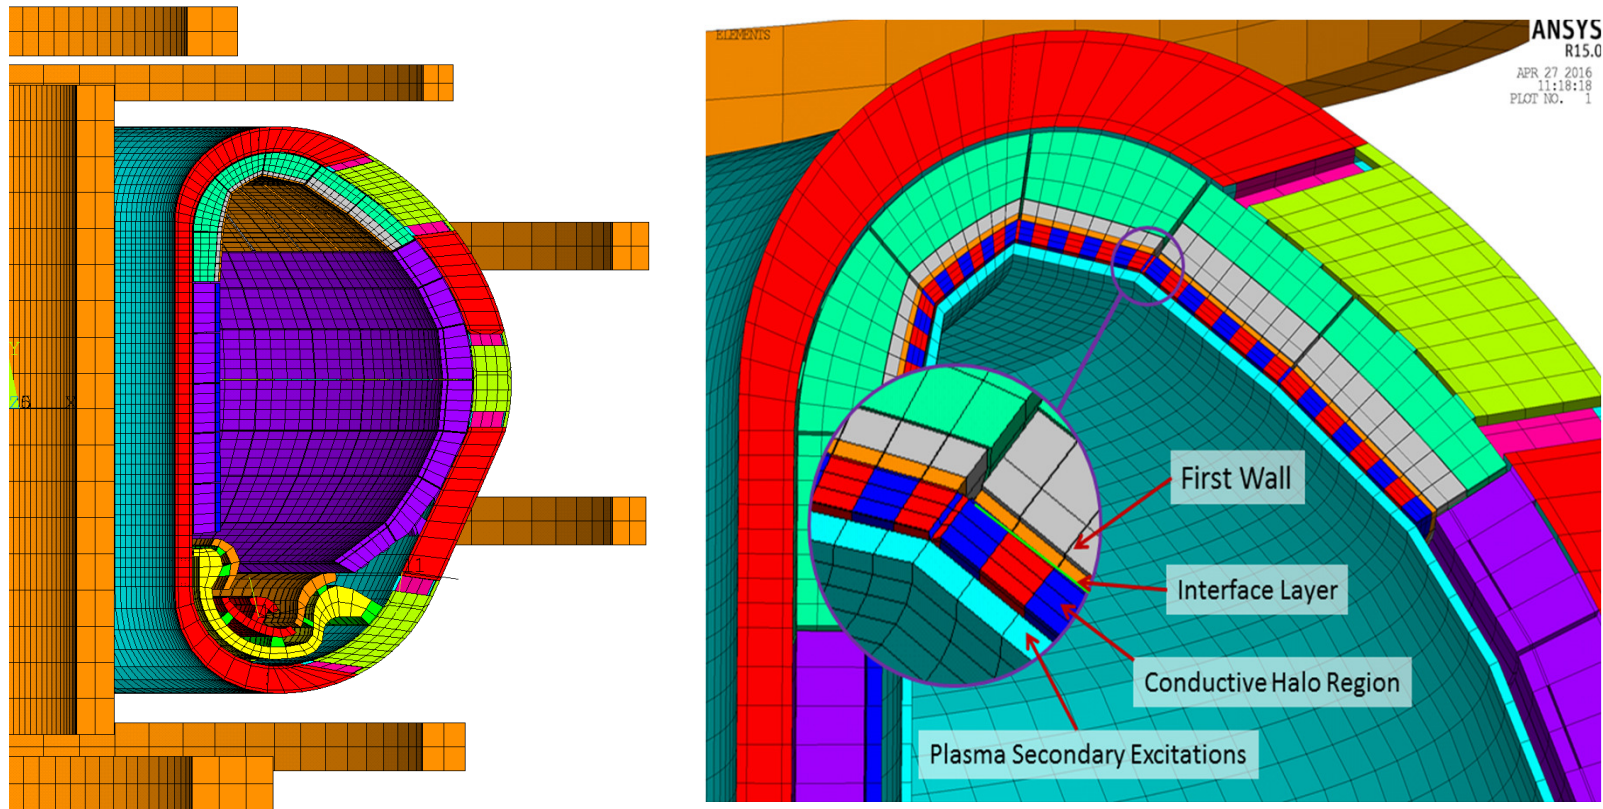 ELEMENTS
ANSYS
R15.0
APR 27 2016
11:18:18
PLOT NO. 1
First Wall
Interface Layer
Conductive Halo Region
Plasma Secondary Excitations